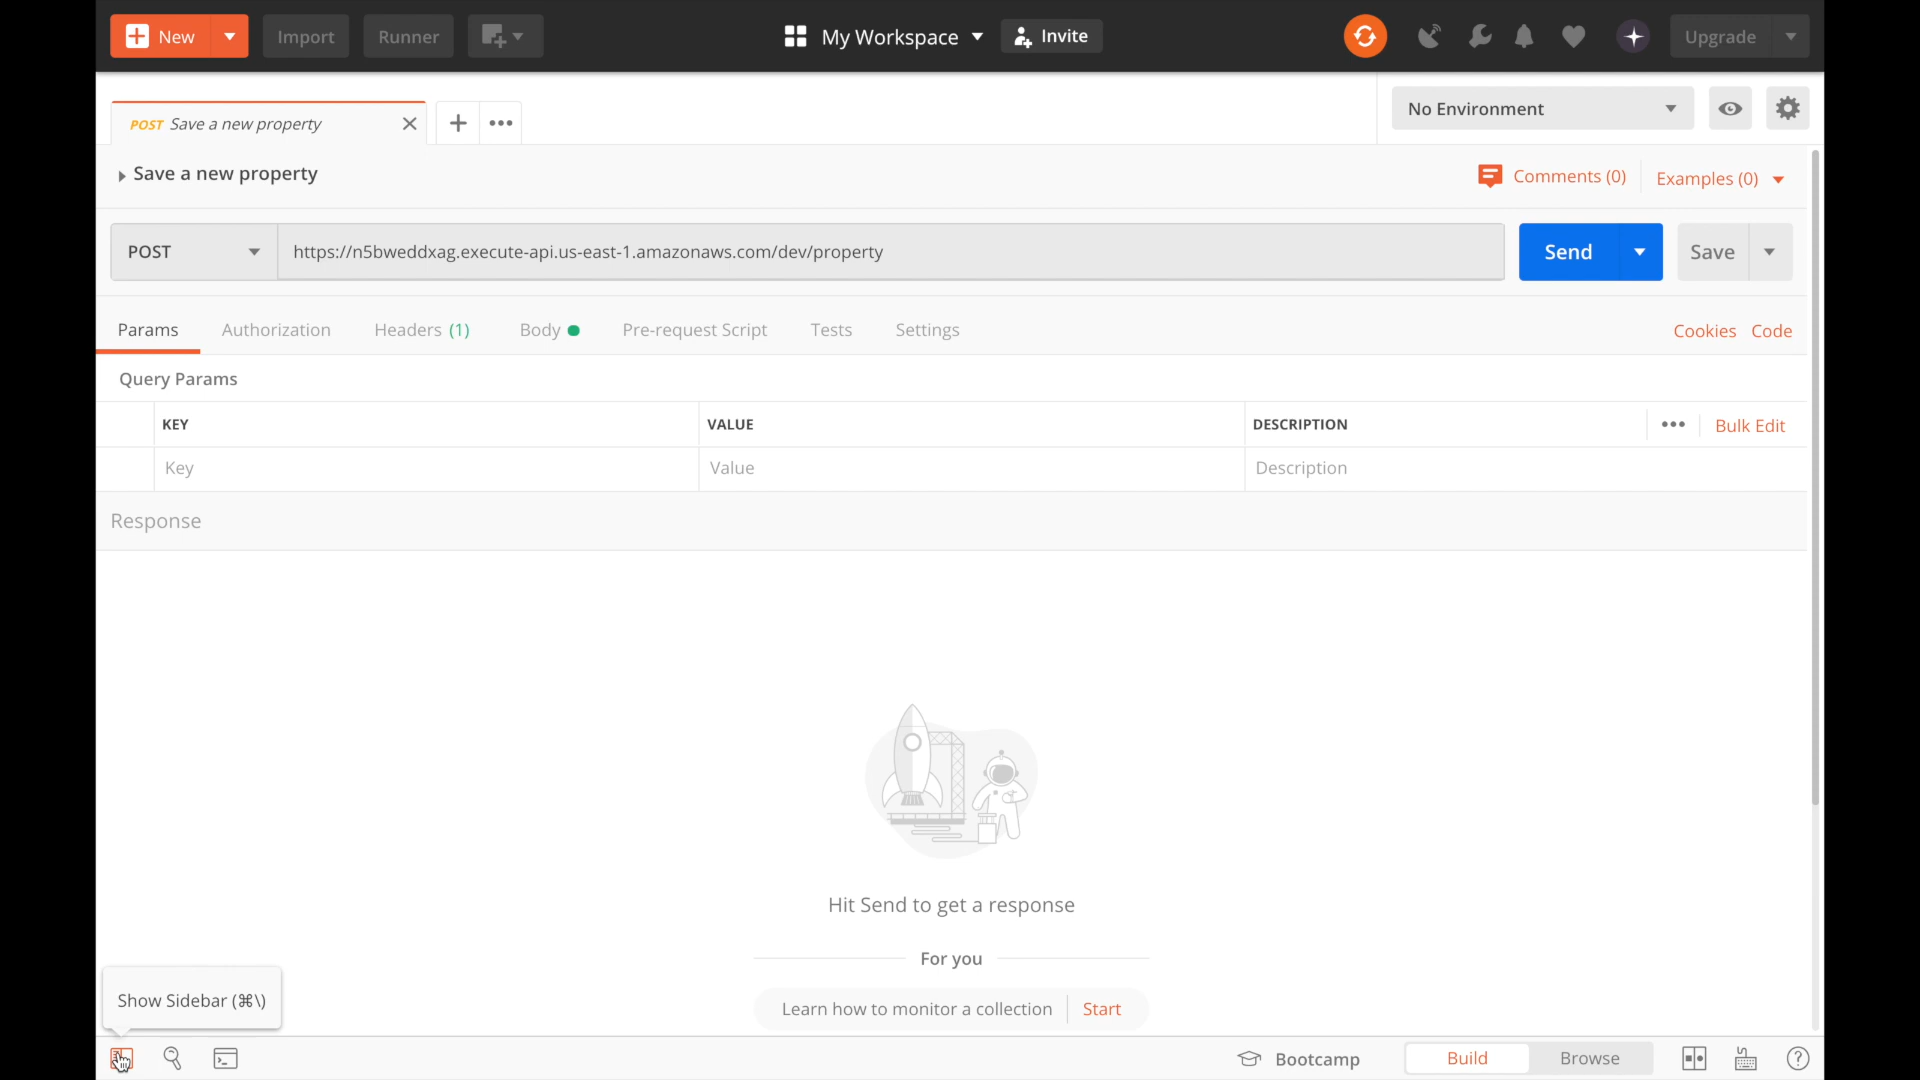 New
Import
Runner
My Workspace
Invite
Upgrade
POST Save a new property
No Environment
Save a new property
Comments (0)
Examples (0)
POST
https://n5bweddxag.execute-api.us-east-1.amazonaws.com/dev/property
Send
Save
Params
Authorization
Headers (1)
Body
Pre-request Script
Tests
Settings
Cookies
Code
Query Params
KEY
VALUE
DESCRIPTION
Bulk Edit
Key
Value
Description
Response
Hit Send to get a response
For you
Learn how to monitor a collection
Start
Show Sidebar (⌘\)
Bootcamp
Build
Browse